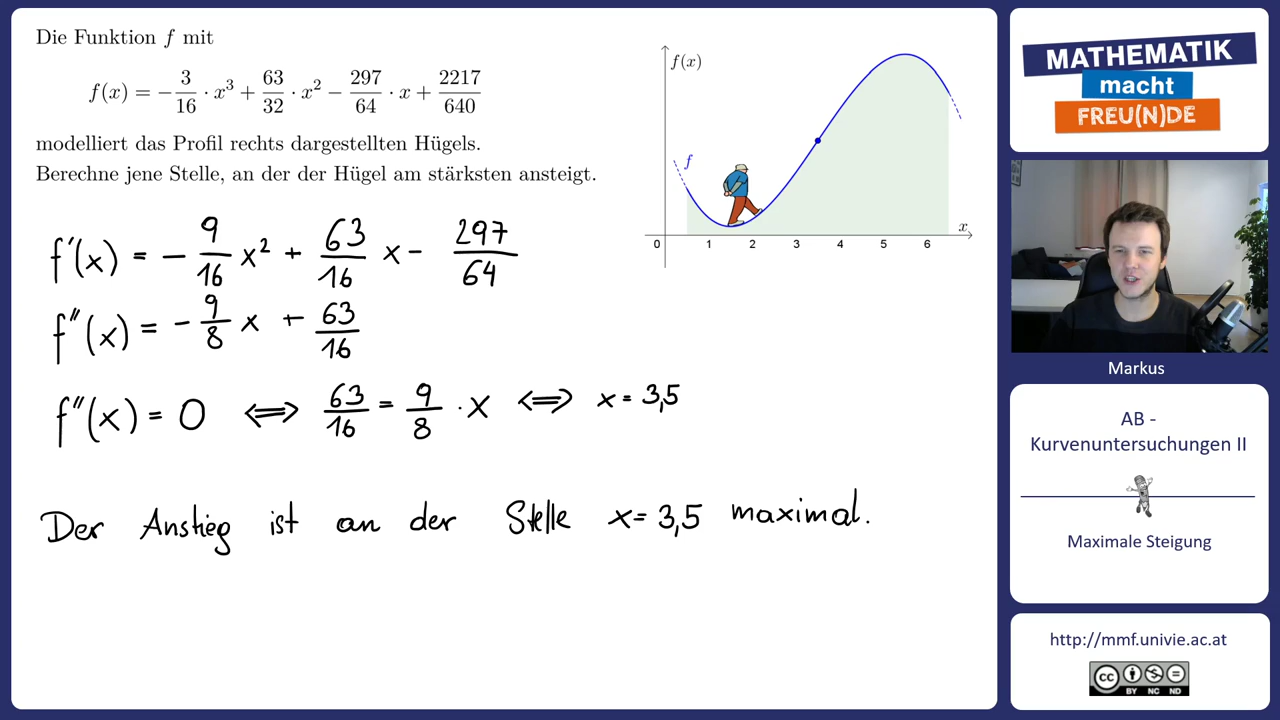 Die Funktion f mit
f(x) = −3/16 · x³ + 63/32 · x² − 297/64 · x + 2217/640
modelliert das Profil rechts dargestellten Hügels.
Berechne jene Stelle, an der der Hügel am stärksten ansteigt.
f'(x) = − 9/16 x² + 63/16 x − 297/64
f''(x) = − 9/8 x + 63/16
f''(x) = 0 ⟺ 63/16 = 9/8 · x ⟺ x = 3,5
Der Anstieg ist an der Stelle x = 3,5 maximal.
f(x)
f
x
0 1 2 3 4 5 6
MATHEMATIK
macht
FREU(N)DE
Markus
AB -
Kurvenuntersuchungen II
Maximale Steigung
http://mmf.univie.ac.at
cc
BY NC ND